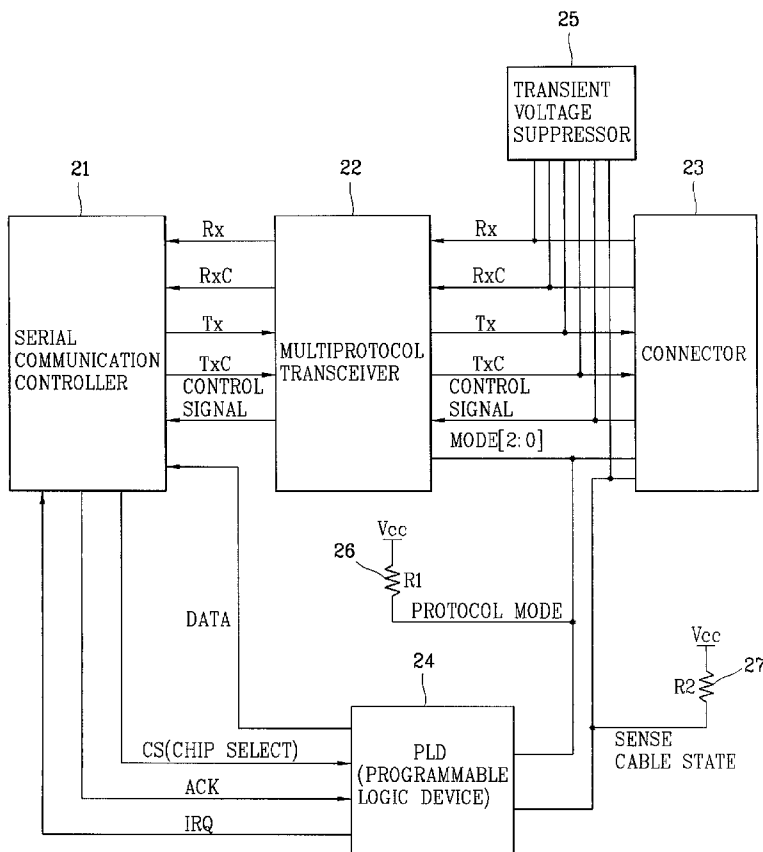 25
TRANSIENT
VOLTAGE
SUPPRESSOR
21
22
23
Rx
Rx
RxC
RxC
Tx
Tx
TxC
TxC
SERIAL
COMMUNICATION
CONTROLLER
MULTIPROTOCOL
TRANSCEIVER
CONNECTOR
CONTROL
SIGNAL
CONTROL
SIGNAL
MODE[2:0]
Vcc
26
R1
PROTOCOL MODE
DATA
Vcc
R2
27
24
SENSE
CABLE STATE
PLD
(PROGRAMMABLE
LOGIC DEVICE)
CS(CHIP SELECT)
ACK
IRQ